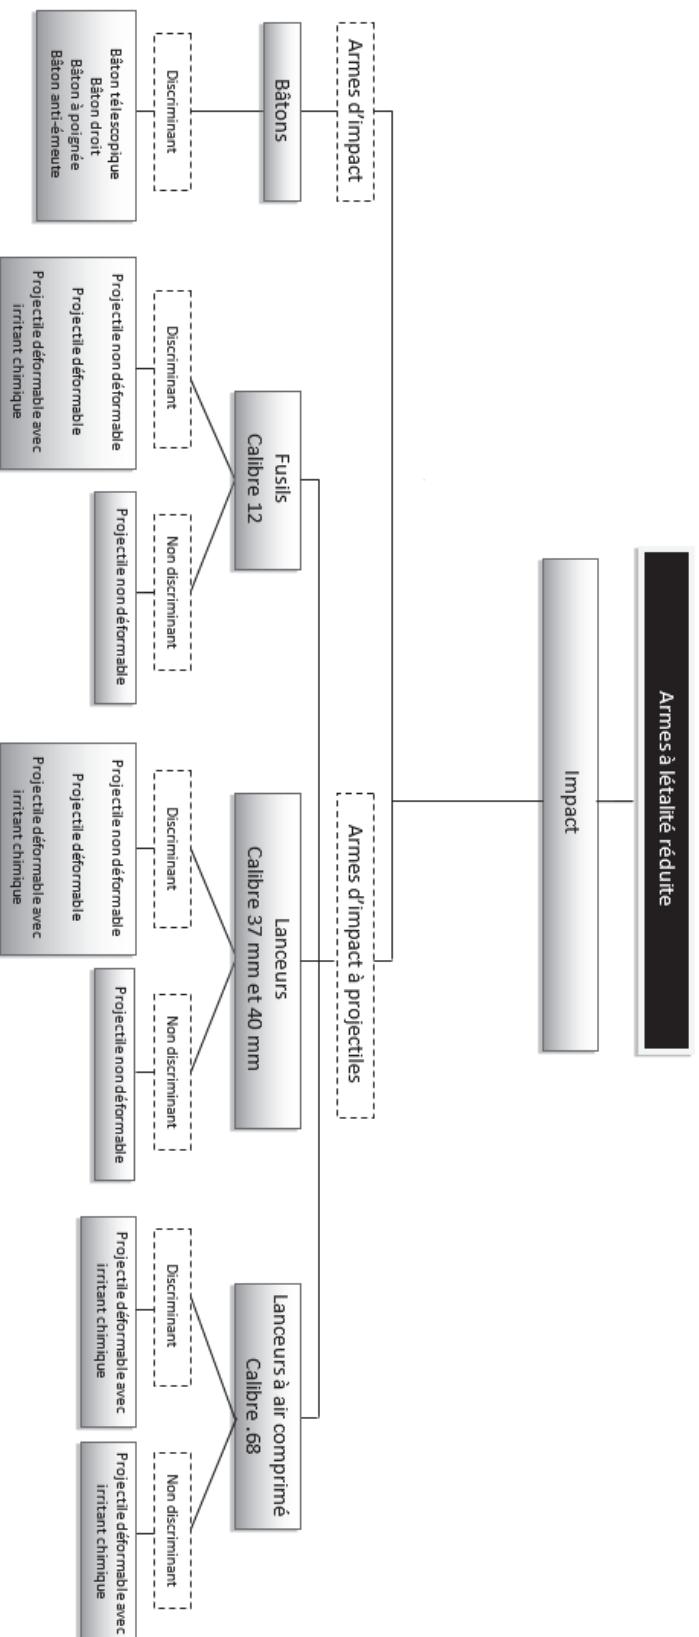 Armes à létalité réduite
Impact
Armes d'impact
Armes d'impact à projectiles
Bâtons
Fusils
Calibre 12
Lanceurs
Calibre 37 mm et 40 mm
Lanceurs à air comprimé
Calibre .68
Discriminant
Discriminant
Non discriminant
Discriminant
Non discriminant
Discriminant
Non discriminant
Bâton télescopique
Bâton droit
Bâton à poignée
Bâton anti-émeute
Projectile non déformable
Projectile déformable
Projectile déformable avec
irritant chimique
Projectile non déformable
Projectile non déformable
Projectile déformable
Projectile déformable avec
irritant chimique
Projectile non déformable
Projectile déformable avec
irritant chimique
Projectile déformable avec
irritant chimique